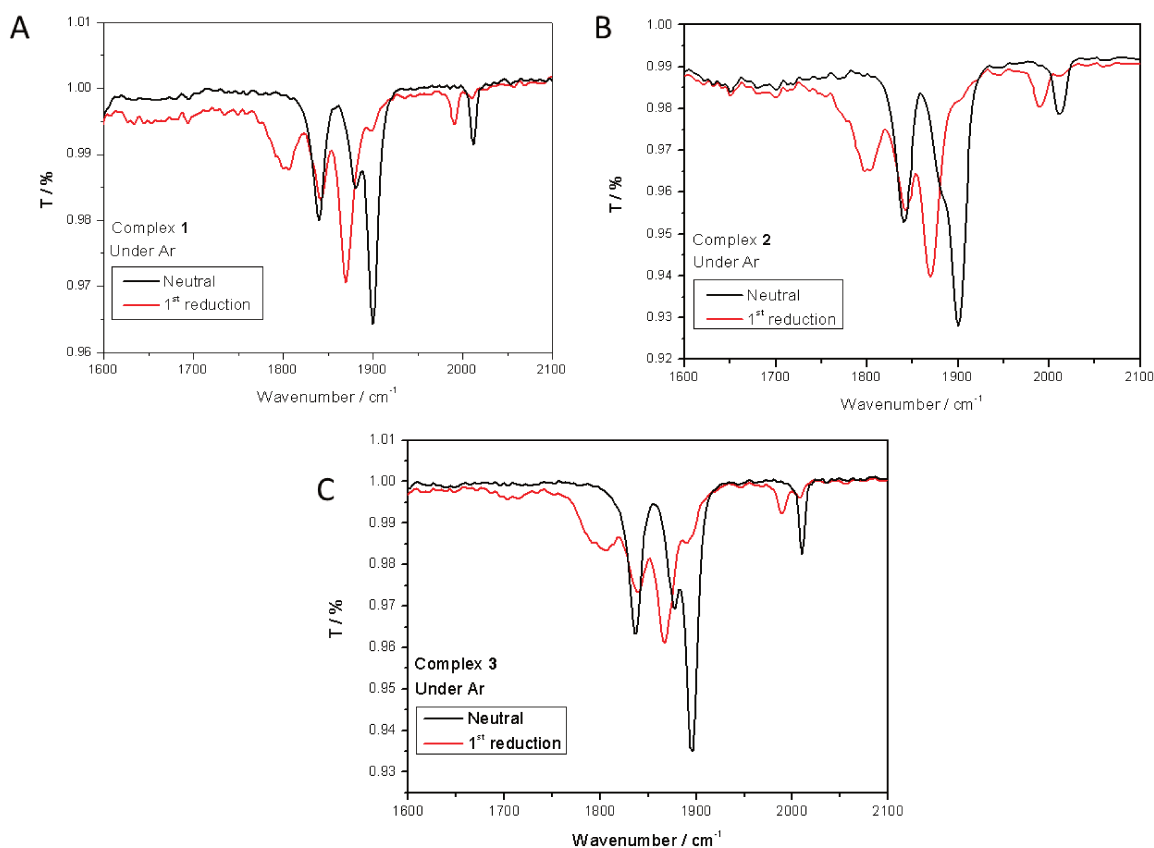 A
1.01
1.00
0.99
0.98
0.97
0.96
T / %
Complex 1
Under Ar
Neutral
1st reduction
1600 1700 1800 1900 2000 2100
Wavenumber / cm-1
B
1.00
0.99
0.98
0.97
0.96
0.95
0.94
0.93
0.92
T / %
Complex 2
Under Ar
Neutral
1st reduction
1600 1700 1800 1900 2000 2100
Wavenumber / cm-1
C
1.01
1.00
0.99
0.98
0.97
0.96
0.95
0.94
0.93
T / %
Complex 3
Under Ar
Neutral
1st reduction
1600 1700 1800 1900 2000 2100
Wavenumber / cm-1